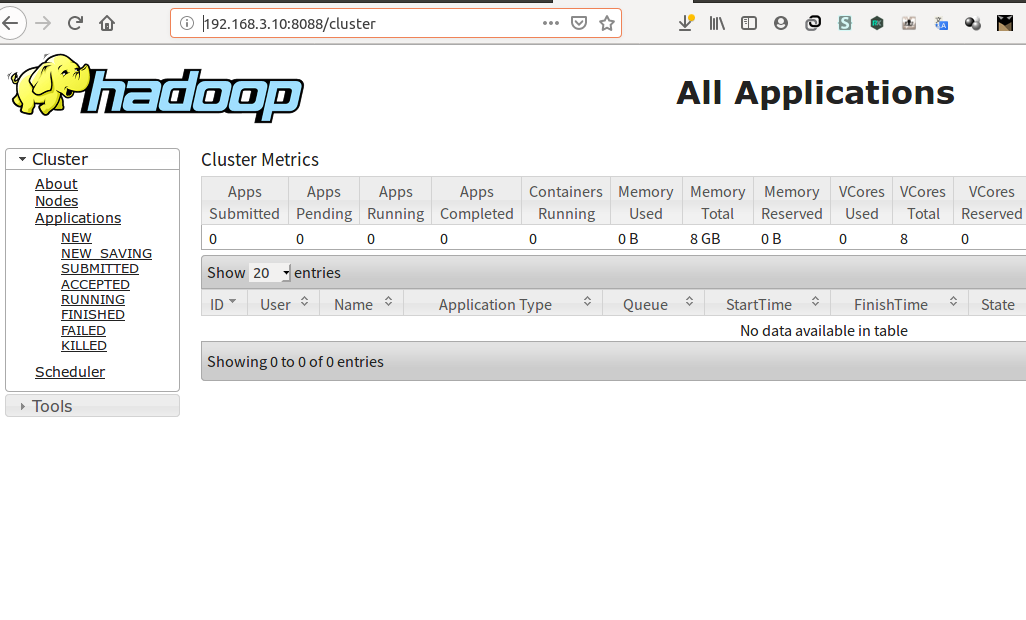 192.168.3.10:8088/cluster
hadoop
All Applications
Cluster
About
Nodes
Applications
NEW
NEW_SAVING
SUBMITTED
ACCEPTED
RUNNING
FINISHED
FAILED
KILLED
Scheduler
Tools
Cluster Metrics
Apps Submitted Apps Pending Apps Running Apps Completed Containers Running Memory Used Memory Total Memory Reserved VCores Used VCores Total VCores Reserved
0 0 0 0 0 0 B 8 GB 0 B 0 8 0
Show 20 entries
ID User Name Application Type Queue StartTime FinishTime State
No data available in table
Showing 0 to 0 of 0 entries